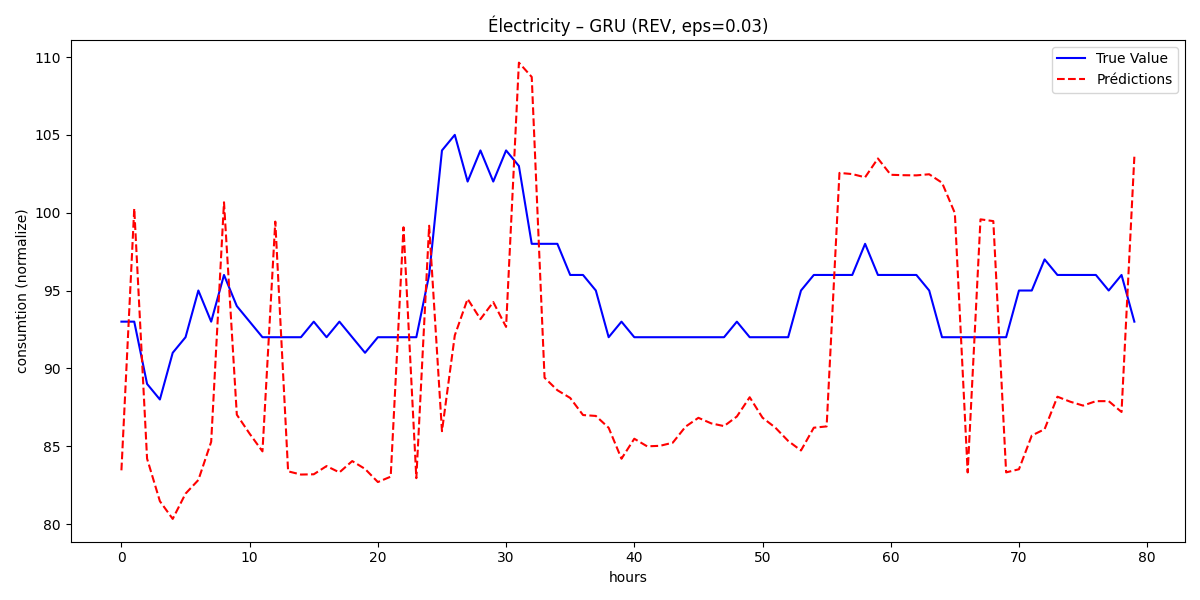 Électricity – GRU (REV, eps=0.03)
True Value
Prédictions
consumtion (normalize)
110
105
100
95
90
85
80
0 10 20 30 40 50 60 70 80
hours